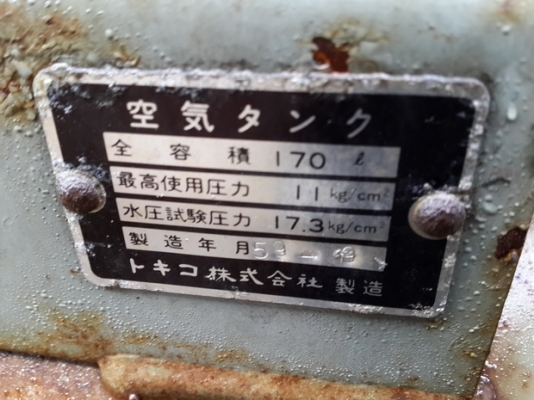 空気タンク
全容積 170 ℓ
最高使用圧力 11 kg/cm²
水圧試験圧力 17.3 kg/cm²
製造年月
トキコ株式会社 製造